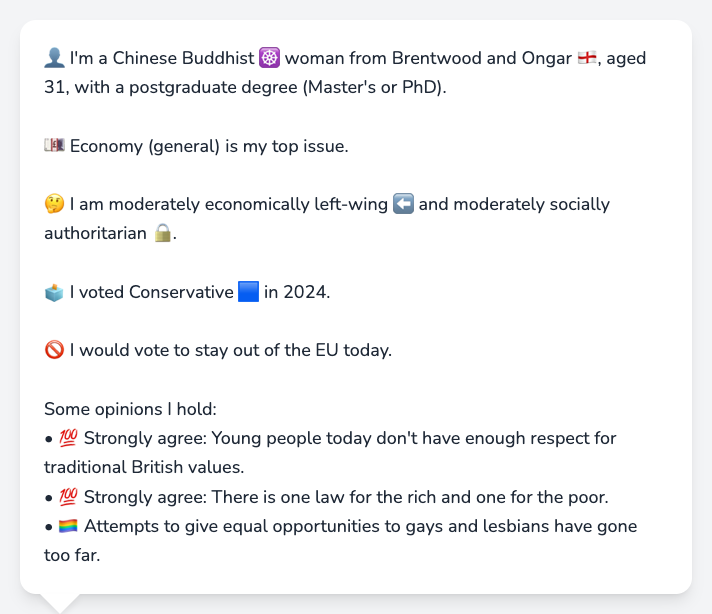 👤 I'm a Chinese Buddhist ☸️ woman from Brentwood and Ongar 🏴󠁧󠁢󠁥󠁮󠁧󠁿, aged
31, with a postgraduate degree (Master's or PhD).
💷 Economy (general) is my top issue.
🤔 I am moderately economically left-wing ⬅️ and moderately socially
authoritarian 🔒.
🗳️ I voted Conservative 🟦 in 2024.
🚫 I would vote to stay out of the EU today.
Some opinions I hold:
• 💯 Strongly agree: Young people today don't have enough respect for
traditional British values.
• 💯 Strongly agree: There is one law for the rich and one for the poor.
• 🏳️‍🌈 Attempts to give equal opportunities to gays and lesbians have gone
too far.